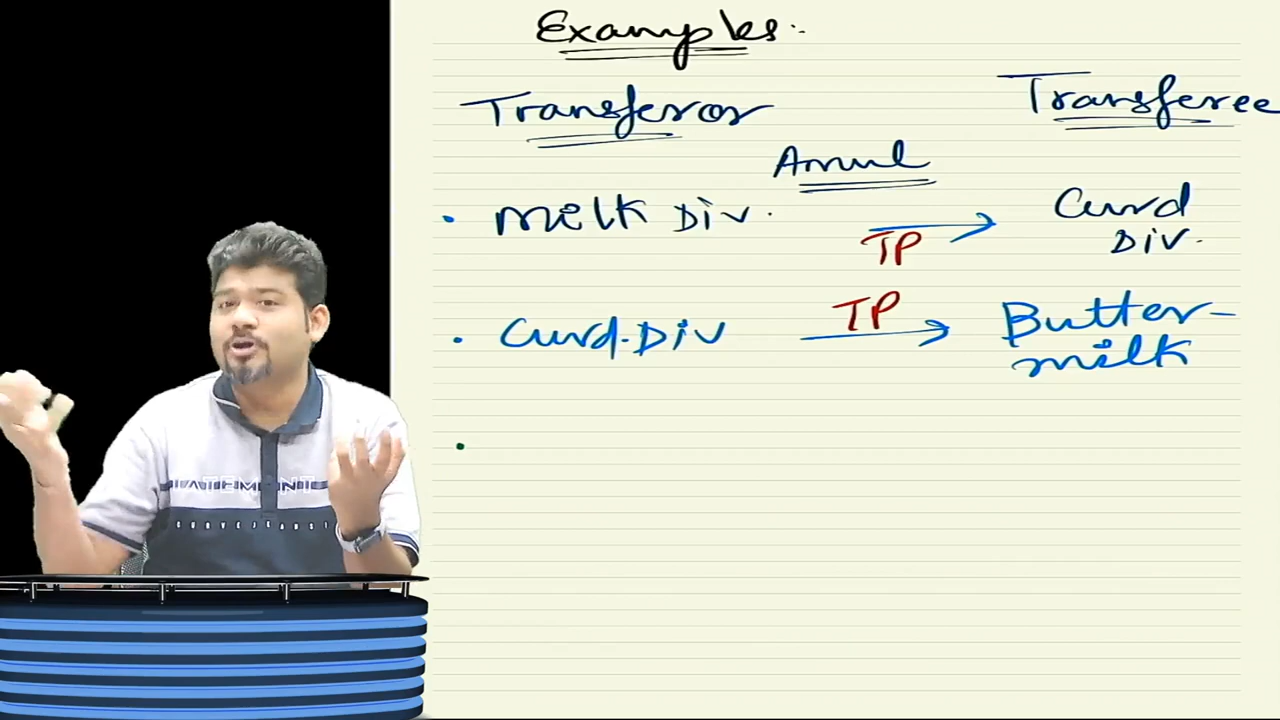 Examples:
Transferor Transferee
Amul
• Milk Div. Curd
TP Div.
• Curd.Div TP Butter-
milk
•